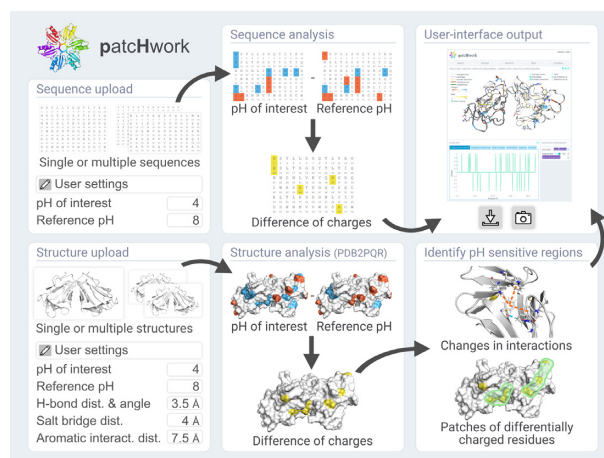 patcHwork
Sequence upload
Single or multiple sequences
User settings
pH of interest 4
Reference pH 8
Sequence analysis
-
pH of interest Reference pH
Difference of charges
User-interface output
patcHwork
Structure upload
Single or multiple structures
User settings
pH of interest 4
Reference pH 8
H-bond dist. & angle 3.5 Å
Salt bridge dist. 4 Å
Aromatic interact. dist. 7.5 Å
Structure analysis (PDB2PQR)
pH of interest Reference pH
Difference of charges
Identify pH sensitive regions
Changes in interactions
Patches of differentially
charged residues